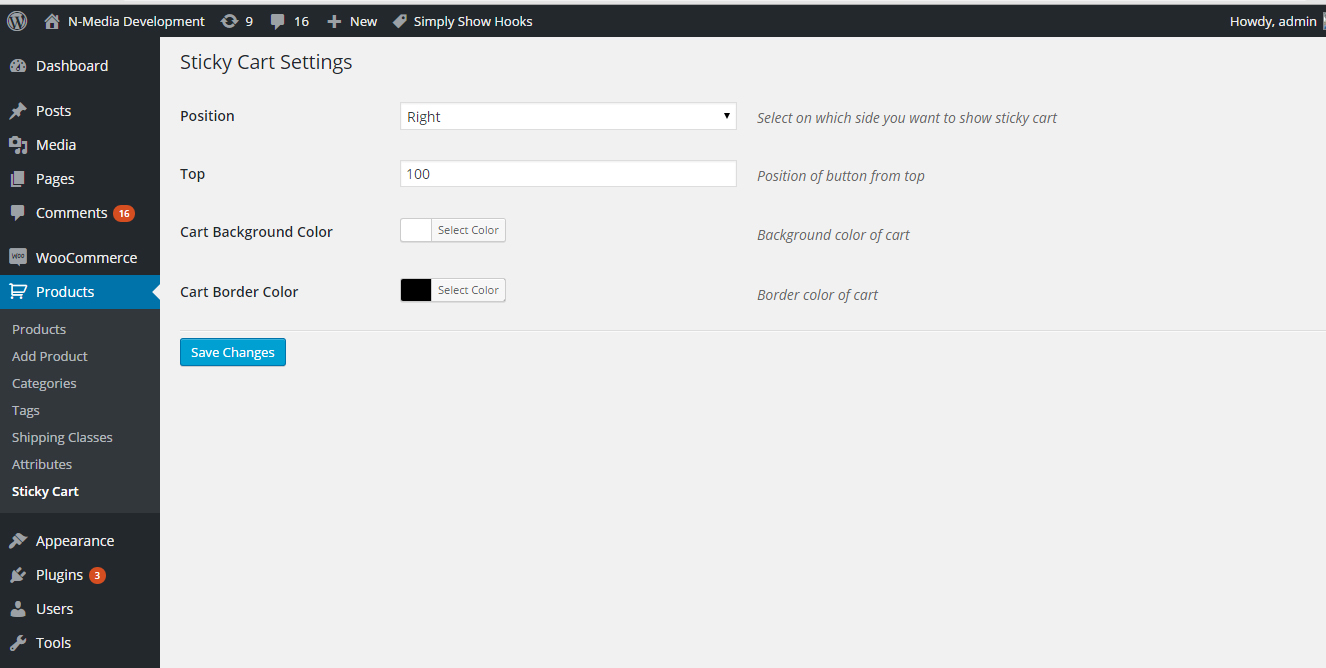 N-Media Development 9 16 New Simply Show Hooks Howdy, admin
Dashboard
Posts
Media
Pages
Comments 16
WooCommerce
Products
Products
Add Product
Categories
Tags
Shipping Classes
Attributes
Sticky Cart
Appearance
Plugins 3
Users
Tools
Sticky Cart Settings
Position Right Select on which side you want to show sticky cart
Top 100 Position of button from top
Cart Background Color Select Color Background color of cart
Cart Border Color Select Color Border color of cart
Save Changes